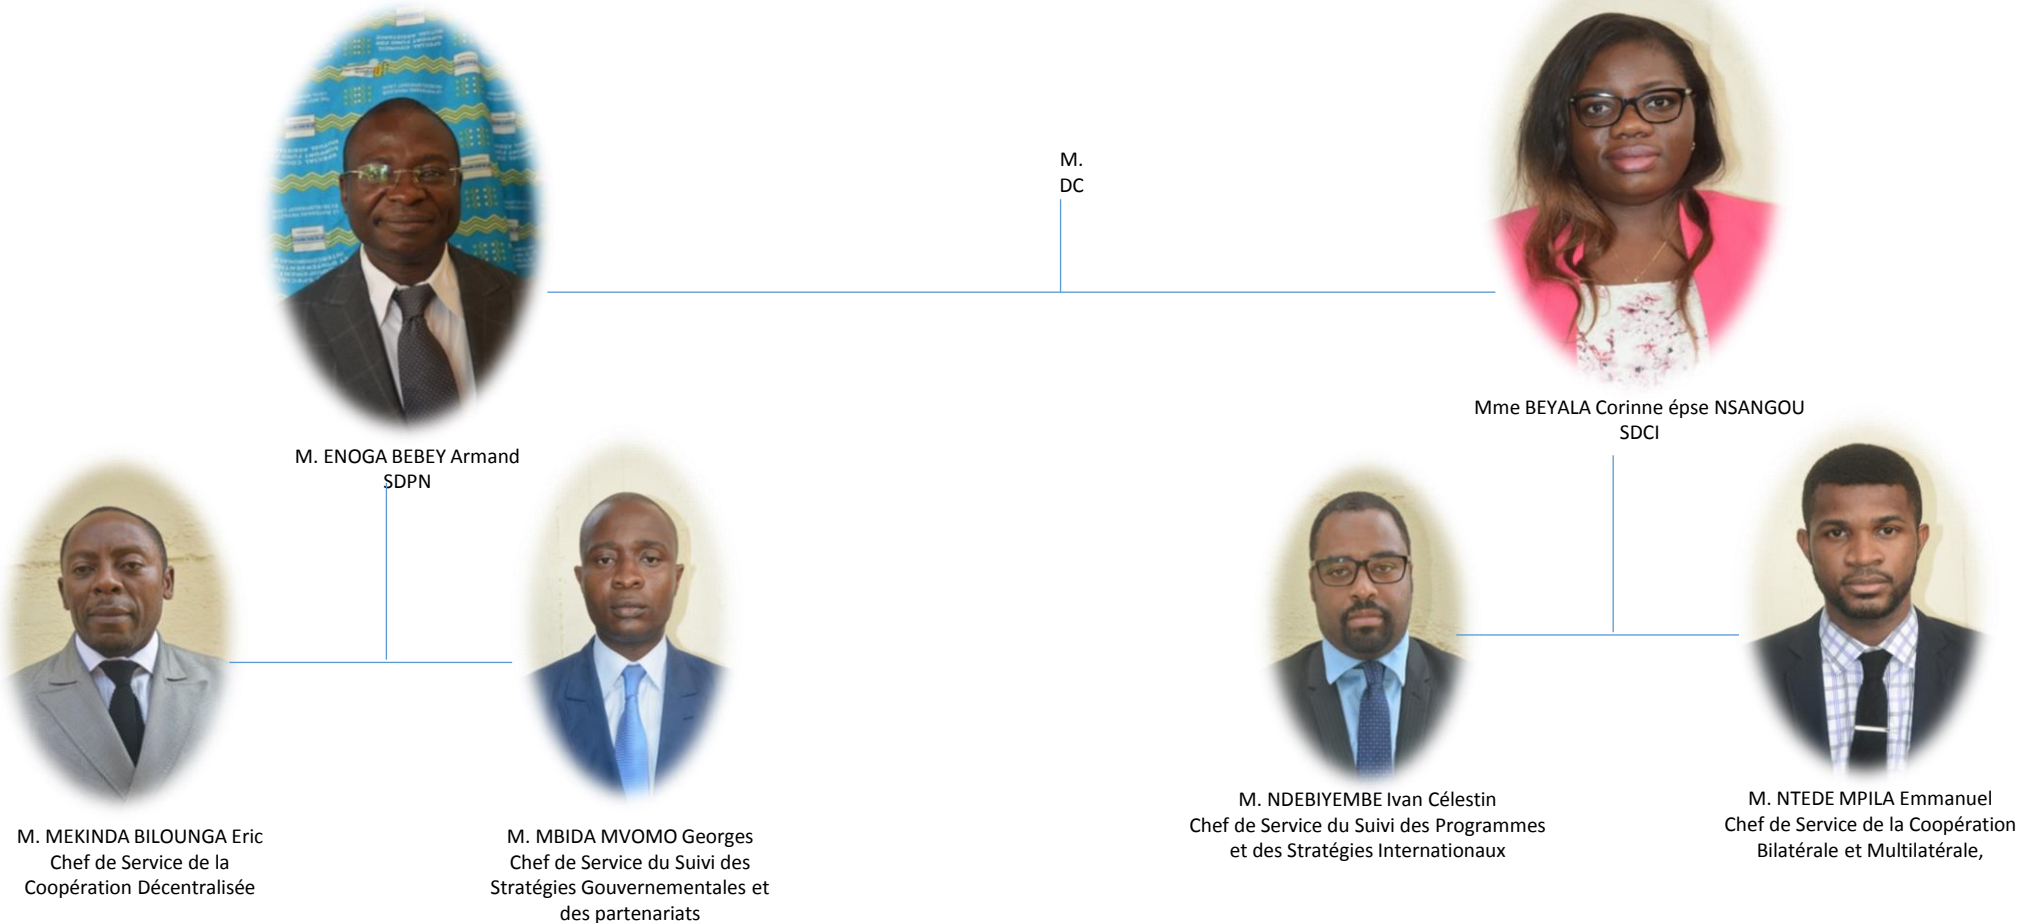 M.
DC
Mme BEYALA Corinne épse NSANGOU
SDCI
M. ENOGA BEBEY Armand
SDPN
M. MEKINDA BILOUNGA Eric
Chef de Service de la
Coopération Décentralisée
M. MBIDA MVOMO Georges
Chef de Service du Suivi des
Stratégies Gouvernementales et
des partenariats
M. NDEBIYEMBE Ivan Célestin
Chef de Service du Suivi des Programmes
et des Stratégies Internationaux
M. NTEDE MPILA Emmanuel
Chef de Service de la Coopération
Bilatérale et Multilatérale,